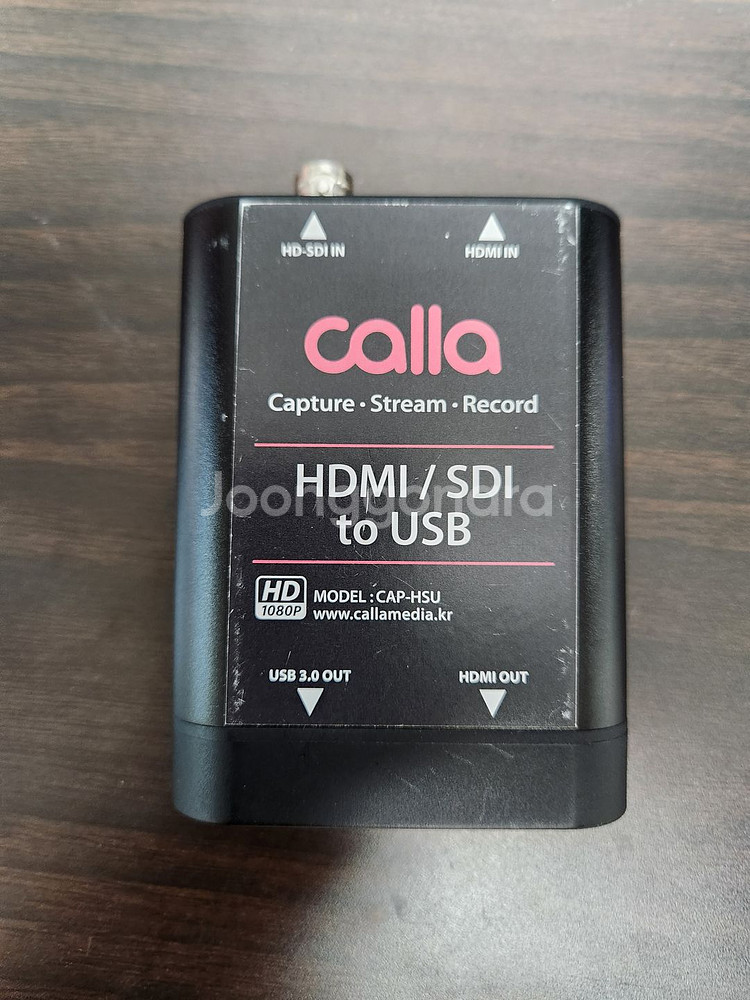 HD-SDI IN
HDMI IN
calla
Capture · Stream · Record
HDMI / SDI
to USB
Joonggonara
HD
1080P
MODEL : CAP-HSU
www.callamedia.kr
USB 3.0 OUT
HDMI OUT